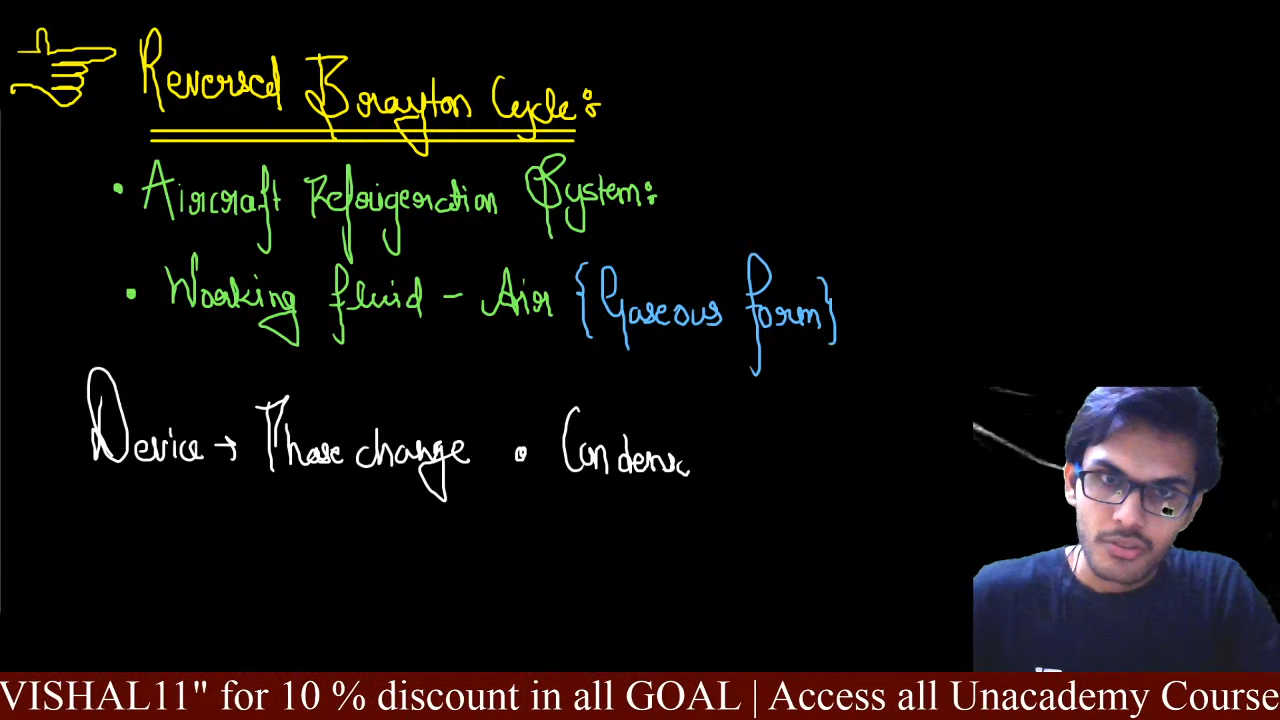 Reversed Brayton Cycle:
• Aircraft Refrigeration System:
• Working fluid - Air {Gaseous form}
Device → Phase change • Condens
VISHAL11" for 10 % discount in all GOAL | Access all Unacademy Course